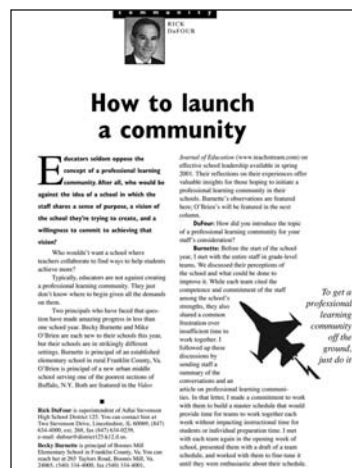 community
RICK
DuFOUR
How to launch
a community
Educators seldom oppose the
concept of a professional learning
community. After all, who would be
against the idea of a school in which the
staff shares a sense of purpose, a vision of
the school they're trying to create, and a
willingness to commit to achieving that
vision?
Who wouldn't want a school where
teachers collaborate to find ways to help students
achieve more?
Typically, educators are not against creating
a professional learning community. They just
don't know where to begin given all the demands
on them.
Two principals who have faced that ques-
tion have made amazing progress in less than
one school year. Becky Burnette and Mike
O'Brien are each new to their schools this year,
but their schools are in strikingly different
settings. Burnette is principal of an established
elementary school in rural Franklin County, Va.
O'Brien is principal of a new urban middle
school serving one of the poorest sections of
Buffalo, N.Y. Both are featured in the Video
Rick DuFour is superintendent of Adlai Stevenson
High School District 125. You can contact him at
Two Stevenson Drive, Lincolnshire, IL 60069, (847)
634-4000, ext. 268, fax (847) 634-0239,
e-mail: rdufour@district125.k12.il.us.
Becky Burnette is principal of Boones Mill
Elementary School in Franklin County, Va. You can
reach her at 265 Taylors Road, Boones Mill, Va.
24065, (540) 334-4000, fax (540) 334-4001,
Journal of Education (www.teachstream.com) on
effective school leadership available in spring
2001. Their reflections on their experiences offer
valuable insights for those hoping to initiate a
professional learning community in their
schools. Burnette's observations are featured
here; O'Brien's will be featured in the next
column.
DuFour: How did you introduce the topic
of a professional learning community for your
staff's consideration?
Burnette: Before the start of the school
year, I met with the entire staff in grade-level
teams. We discussed their perceptions of
the school and what could be done to
improve it. While each team cited the
competence and commitment of the staff
among the school's
strengths, they also
shared a common
frustration over
insufficient time to
work together. I
followed up these
discussions by
sending staff a
summary of the
conversations and an
article on professional learning communi-
ties. In that letter, I made a commitment to work
with them to build a master schedule that would
provide time for teams to work together each
week without impacting instructional time for
students or individual preparation time. I met
with each team again in the opening week of
school, presented them with a draft of a team
schedule, and worked with them to fine-tune it
until they were enthusiastic about their schedule.
To get a
professional
learning
community
off the
ground,
just do it